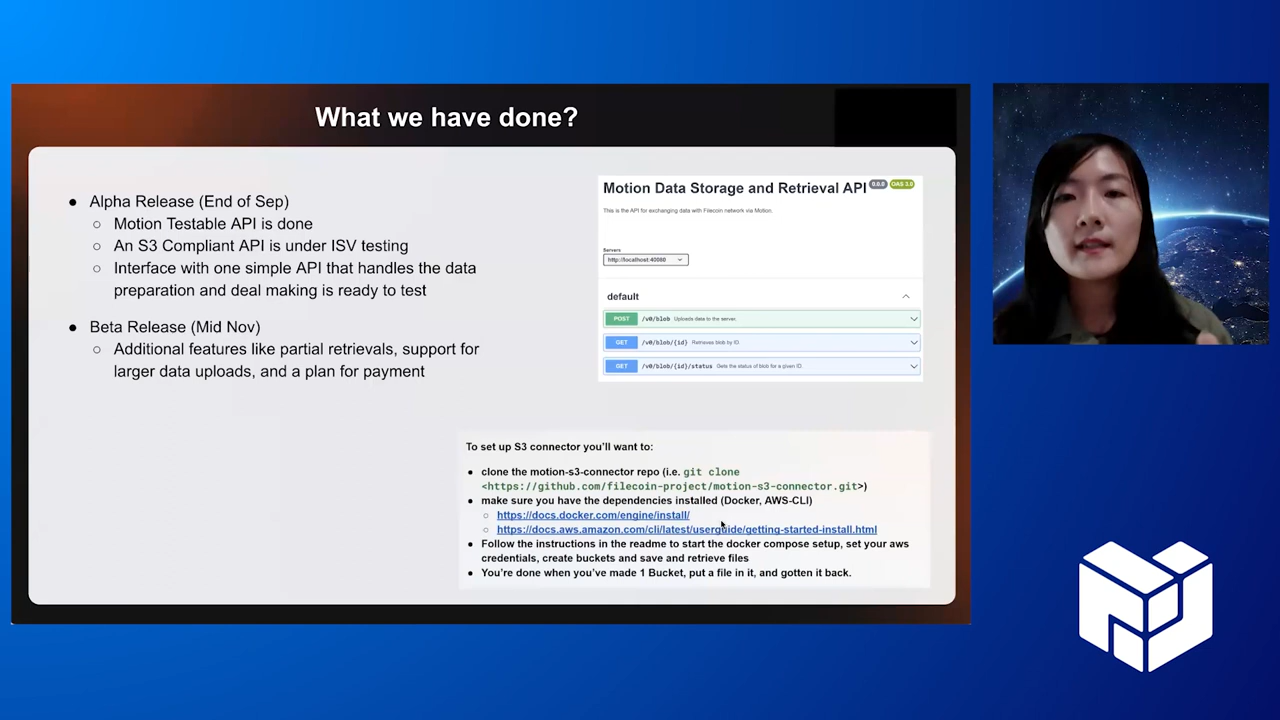 What we have done?
● Alpha Release (End of Sep)
○ Motion Testable API is done
○ An S3 Compliant API is under ISV testing
○ Interface with one simple API that handles the data
preparation and deal making is ready to test
● Beta Release (Mid Nov)
○ Additional features like partial retrievals, support for
larger data uploads, and a plan for payment
Motion Data Storage and Retrieval API 0.0.0 OAS 3.0
This is the API for exchanging data with Filecoin network via Motion.
Servers
http://localhost:40080
default
POST /v0/blob Uploads data to the server.
GET /v0/blob/{id} Retrieves blob by ID.
GET /v0/blob/{id}/status Gets the status of blob for a given ID.
To set up S3 connector you'll want to:
● clone the motion-s3-connector repo (i.e. git clone
<https://github.com/filecoin-project/motion-s3-connector.git>)
● make sure you have the dependencies installed (Docker, AWS-CLI)
○ https://docs.docker.com/engine/install/
○ https://docs.aws.amazon.com/cli/latest/userguide/getting-started-install.html
● Follow the instructions in the readme to start the docker compose setup, set your aws
credentials, create buckets and save and retrieve files
● You're done when you've made 1 Bucket, put a file in it, and gotten it back.